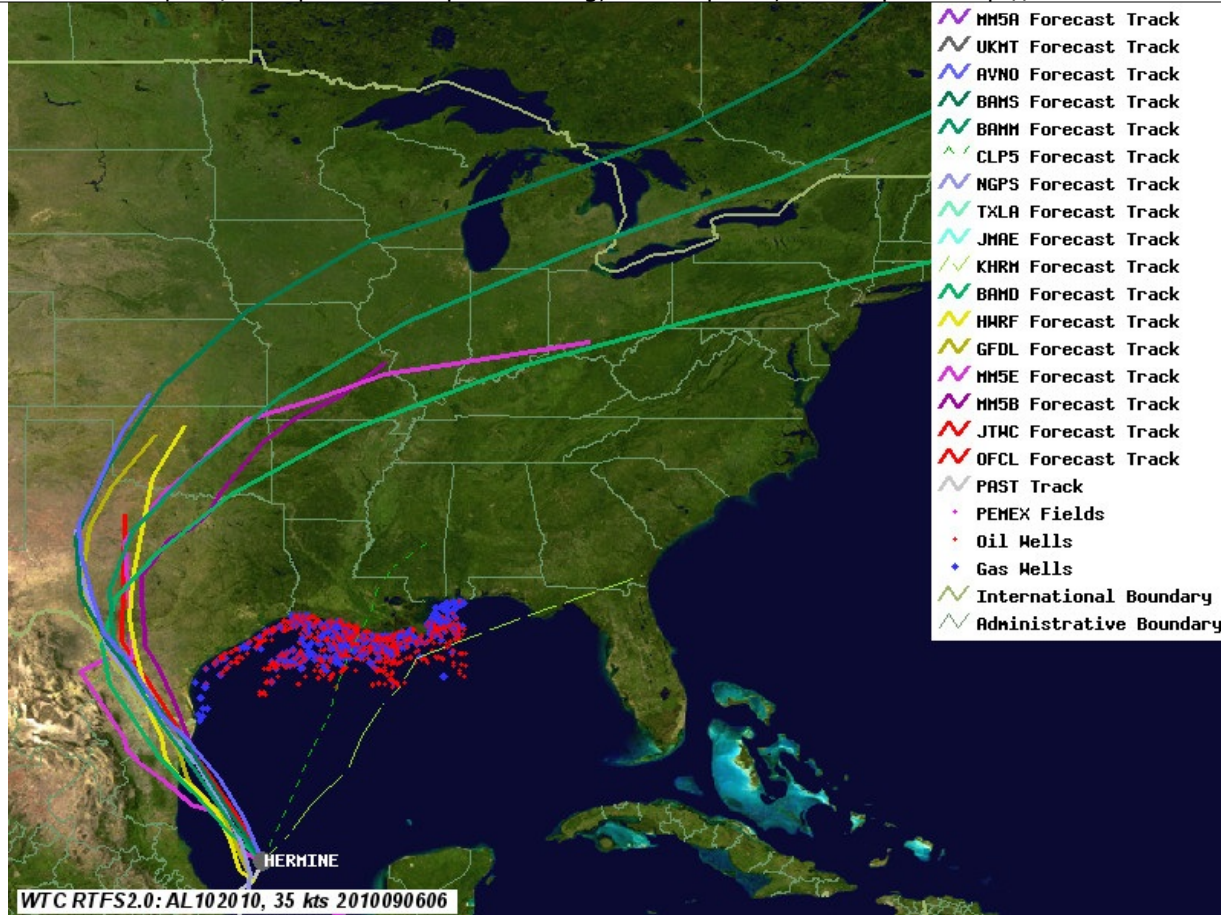 MM5A Forecast Track
UKMT Forecast Track
AVNO Forecast Track
BAMS Forecast Track
BAMM Forecast Track
CLP5 Forecast Track
NGPS Forecast Track
TXLA Forecast Track
JMAE Forecast Track
KHRM Forecast Track
BAMD Forecast Track
HWRF Forecast Track
GFDL Forecast Track
MM5E Forecast Track
MM5B Forecast Track
JTWC Forecast Track
OFCL Forecast Track
PAST Track
PEMEX Fields
Oil Wells
Gas Wells
International Boundary
Administrative Boundary
HERMINE
WTC RTFS2.0: AL102010, 35 kts 2010090606